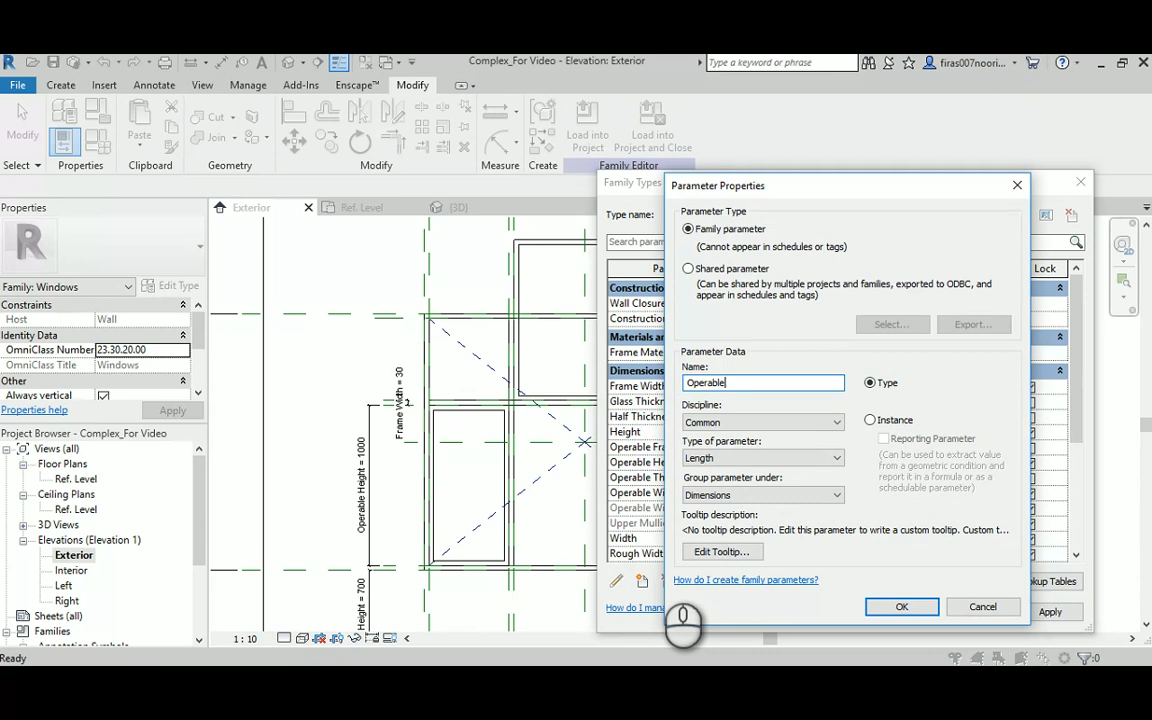 Complex_For Video - Elevation: Exterior
Type a keyword or phrase
firas007noori...
File Create Insert Annotate View Manage Enscape™ Modify
Modify
Paste
Cut
Join
Load into
Project
Load into
Project and Close
Select
Properties
Clipboard
Geometry
Modify
Measure
Create
Family Editor
Properties
Family: Windows
Edit Type
Constraints
Host Wall
Identity Data
OmniClass Number 23.30.20.00
OmniClass Title Windows
Other
Always vertical
Properties help
Apply
Project Browser - Complex_For Video
Views (all)
Floor Plans
Ref. Level
Ceiling Plans
Ref. Level
3D Views
Elevations (Elevation 1)
Exterior
Interior
Left
Right
Sheets (all)
Families
Exterior
Ref. Level
{3D}
Frame Width = 30
Operable Height = 1000
Height = 700
1 : 10
Ready
:0
Family Types
Type name:
Search param
Pa
Lock
Constructio
Wall Closure
Construction
Materials an
Frame Mate
Dimensions
Frame Width
Glass Thickn
Half Thickn
Height
Operable Fra
Operable He
Operable Th
Operable Wi
Operable Wi
Upper Mullio
Width
Rough Width
How do I mana
okup Tables
Apply
Parameter Properties
Parameter Type
Family parameter
(Cannot appear in schedules or tags)
Shared parameter
(Can be shared by multiple projects and families, exported to ODBC, and
appear in schedules and tags)
Select...
Export...
Parameter Data
Name:
Operable
Type
Discipline:
Common
Instance
Reporting Parameter
(Can be used to extract value
from a geometric condition and
report it in a formula or as a
schedulable parameter)
Type of parameter:
Length
Group parameter under:
Dimensions
Tooltip description:
<No tooltip description. Edit this parameter to write a custom tooltip. Custom t...
Edit Tooltip...
How do I create family parameters?
OK
Cancel